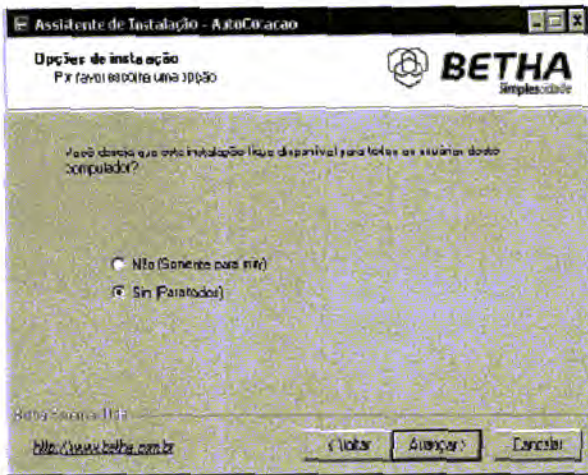 Assistente de Instalação - AutoCotacao
Opções de instalação
Por favor escolha uma opção
BETHA
Simplescidade
Você deseja que esta instalação fique disponível para todos os usuários deste
computador?
Não (Somente para mim)
Sim (Para todos)
Betha Sistemas Ltda
http://www.betha.com.br
< Voltar
Avançar >
Cancelar